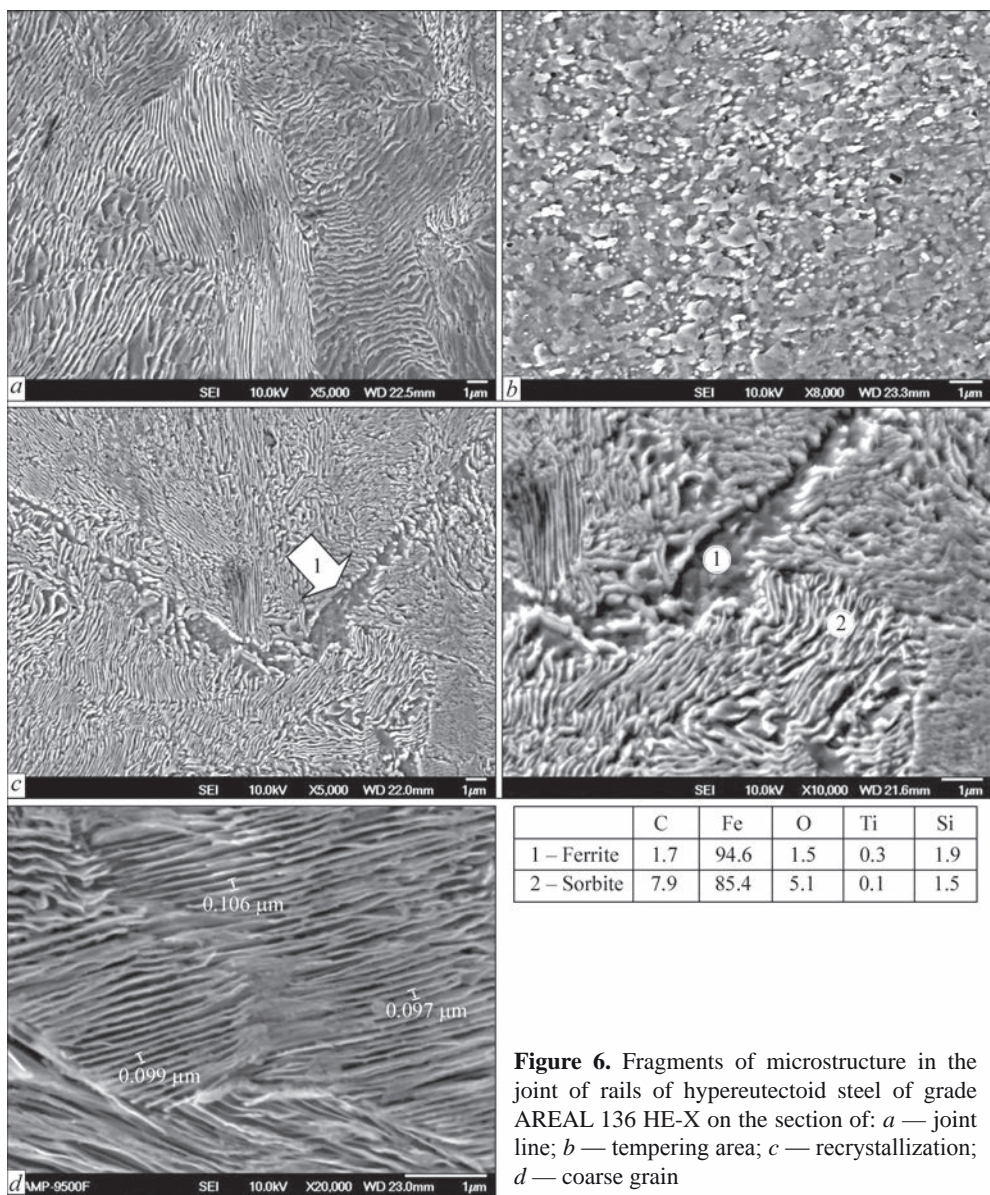 a
SEI 10.0kV X5,000 WD 22.5mm 1μm
b
SEI 10.0kV X8,000 WD 23.3mm 1μm
1
c
SEI 10.0kV X5,000 WD 22.0mm 1μm
1
2
SEI 10.0kV X10,000 WD 21.6mm 1μm
0.106 μm
0.097 μm
0.099 μm
d
AMP-9500F X20,000 WD 23.0mm 1μm
C Fe O Ti Si
1 – Ferrite 1.7 94.6 1.5 0.3 1.9
2 – Sorbite 7.9 85.4 5.1 0.1 1.5
Figure 6. Fragments of microstructure in the
joint of rails of hypereutectoid steel of grade
AREAL 136 HE-X on the section of: a — joint
line; b — tempering area; c — recrystallization;
d — coarse grain